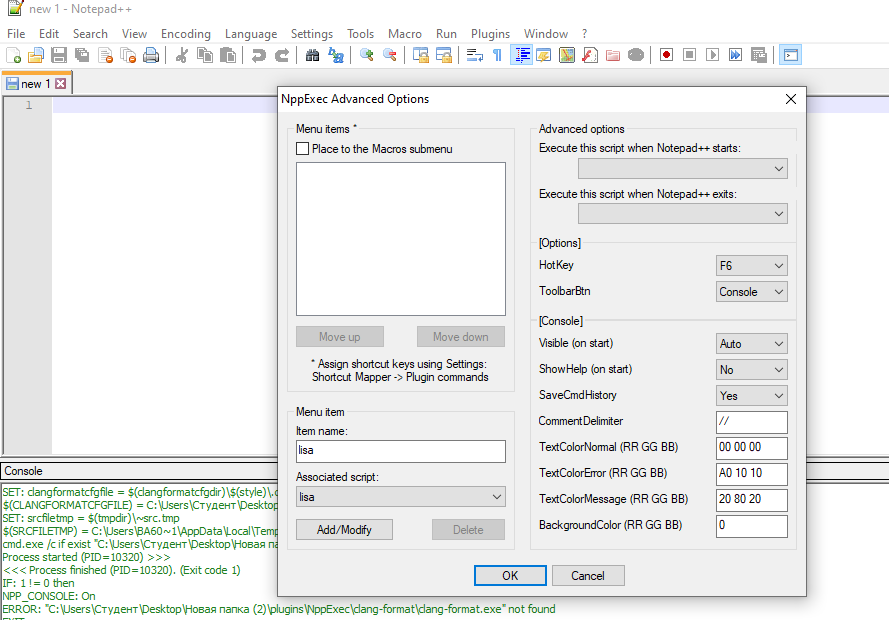 new 1 - Notepad++
File Edit Search View Encoding Language Settings Tools Macro Run Plugins Window ?
new 1
1
NppExec Advanced Options
Menu items *
Place to the Macros submenu
Move up Move down
* Assign shortcut keys using Settings:
Shortcut Mapper -> Plugin commands
Menu item
Item name:
lisa
Associated script:
lisa
Add/Modify Delete
Advanced options
Execute this script when Notepad++ starts:
Execute this script when Notepad++ exits:
[Options]
HotKey F6
ToolbarBtn Console
[Console]
Visible (on start) Auto
ShowHelp (on start) No
SaveCmdHistory Yes
CommentDelimiter //
TextColorNormal (RR GG BB) 00 00 00
TextColorError (RR GG BB) A0 10 10
TextColorMessage (RR GG BB) 20 80 20
BackgroundColor (RR GG BB) 0
OK Cancel
Console
SET: clangformatcfgfile = $(clangformatcfgdir)\$(style)\.c
$(CLANGFORMATCFGFILE) = C:\Users\Студент\Desktop
SET: srcfiletmp = $(tmpdir)\~src.tmp
$(SRCFILETMP) = C:\Users\BA60~1\AppData\Local\Temp
cmd.exe /c if exist "C:\Users\Студент\Desktop\Новая па
Process started (PID=10320) >>>
<<< Process finished (PID=10320). (Exit code 1)
IF: 1 != 0 then
NPP_CONSOLE: On
ERROR: "C:\Users\Студент\Desktop\Новая папка (2)\plugins\NppExec\clang-format\clang-format.exe" not found